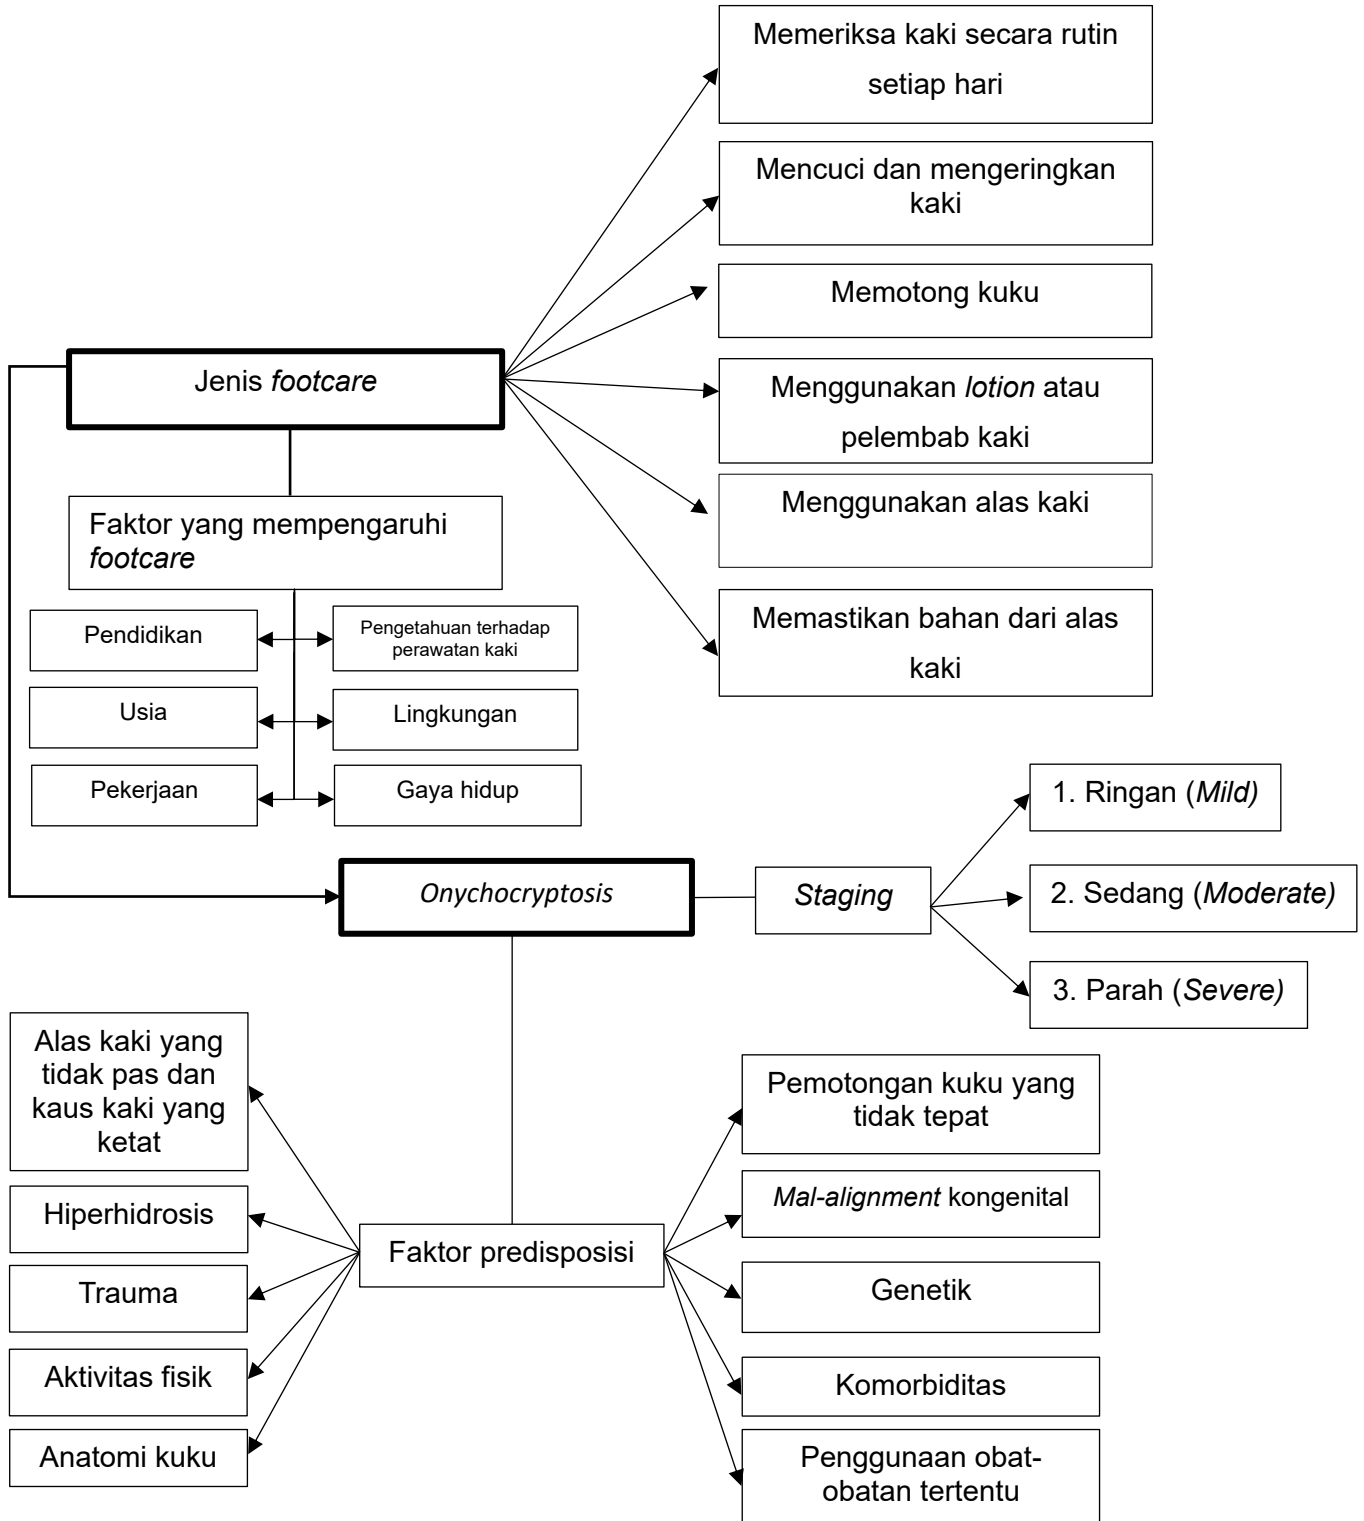 Memeriksa kaki secara rutin
setiap hari
Mencuci dan mengeringkan
kaki
Memotong kuku
Jenis footcare
Menggunakan lotion atau
pelembab kaki
Menggunakan alas kaki
Faktor yang mempengaruhi
footcare
Memastikan bahan dari alas
kaki
Pendidikan
Pengetahuan terhadap
perawatan kaki
Usia
Lingkungan
Pekerjaan
Gaya hidup
Onychocryptosis
Staging
1. Ringan (Mild)
2. Sedang (Moderate)
3. Parah (Severe)
Alas kaki yang
tidak pas dan
kaus kaki yang
ketat
Hiperhidrosis
Trauma
Aktivitas fisik
Anatomi kuku
Faktor predisposisi
Pemotongan kuku yang
tidak tepat
Mal-alignment kongenital
Genetik
Komorbiditas
Penggunaan obat-
obatan tertentu